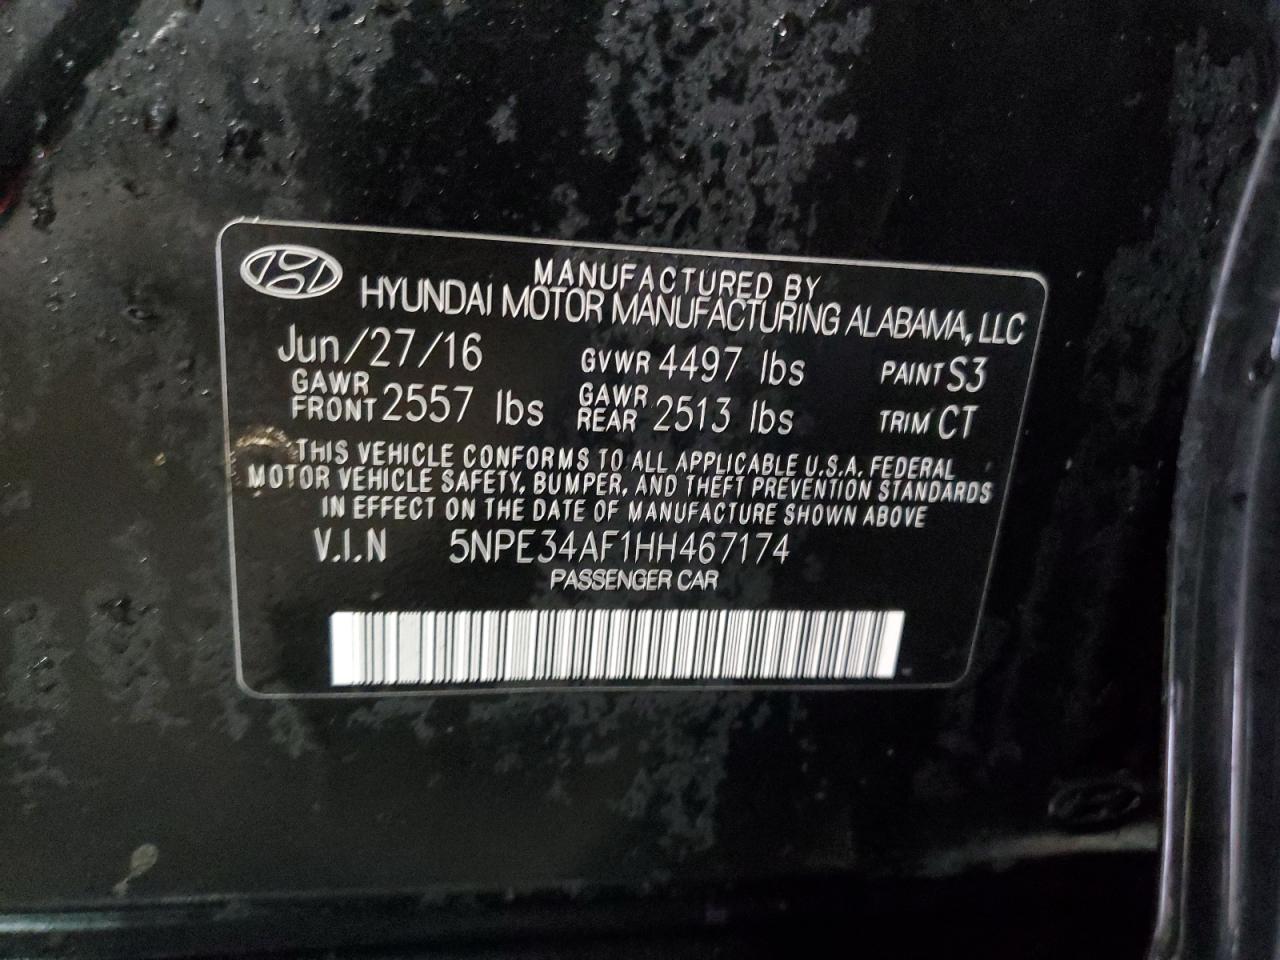 MANUFACTURED BY
HYUNDAI MOTOR MANUFACTURING ALABAMA, LLC
Jun/27/16 GVWR 4497 lbs PAINT S3
GAWR FRONT 2557 lbs GAWR REAR 2513 lbs TRIM CT
THIS VEHICLE CONFORMS TO ALL APPLICABLE U.S.A. FEDERAL
MOTOR VEHICLE SAFETY, BUMPER, AND THEFT PREVENTION STANDARDS
IN EFFECT ON THE DATE OF MANUFACTURE SHOWN ABOVE
V.I.N 5NPE34AF1HH467174
PASSENGER CAR